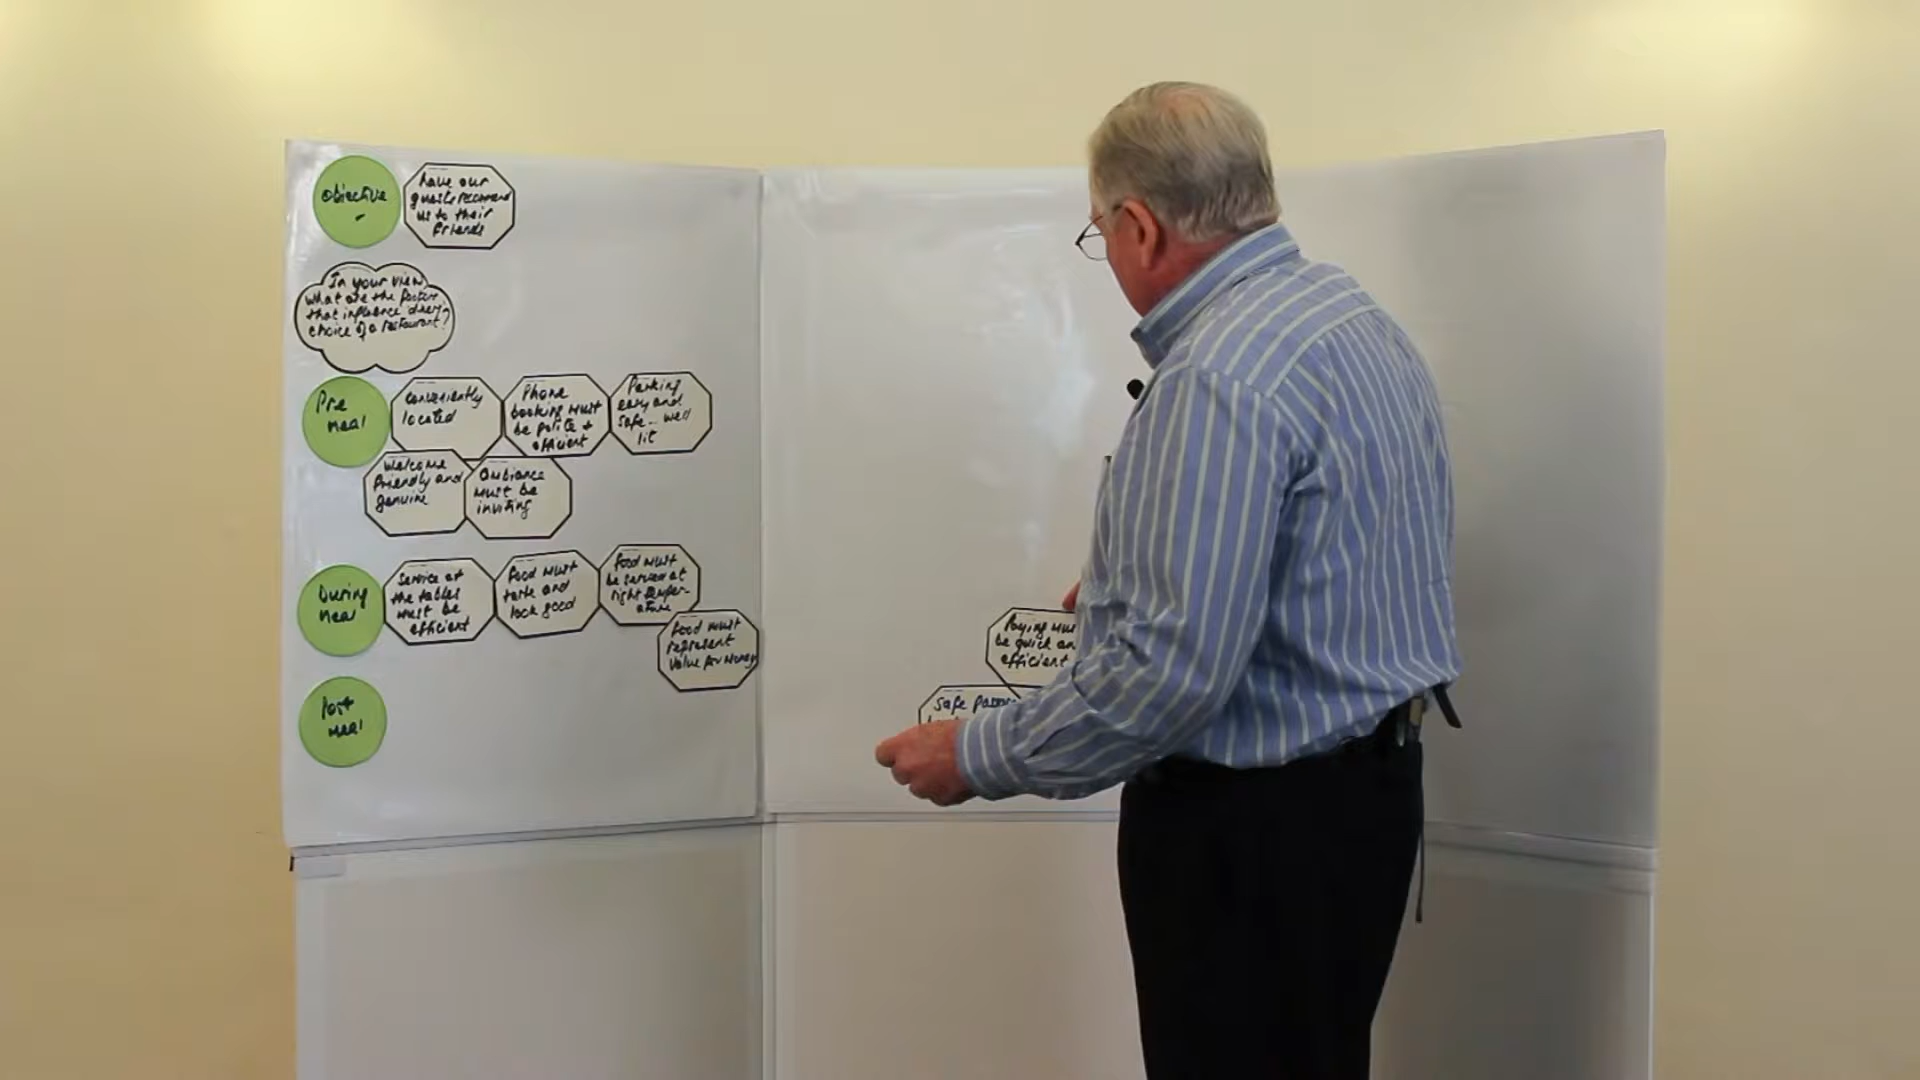 Objective
have our
guests recommend
us to their
friends
In your view,
what are the factors
that influence diners
choice of a restaurant?
Pre
meal
Conveniently
located
Phone
booking must
be polite +
efficient
Parking
easy and
safe - well
lit
Welcome
friendly and
genuine
Ambiance
must be
inviting
During
meal
Service at
the tables
must be
efficient
Food must
taste and
look good
Food must
be served at
right temper-
ature
Food must
represent
value for money
Post
meal
Paying must
be quick an
efficient
Safe